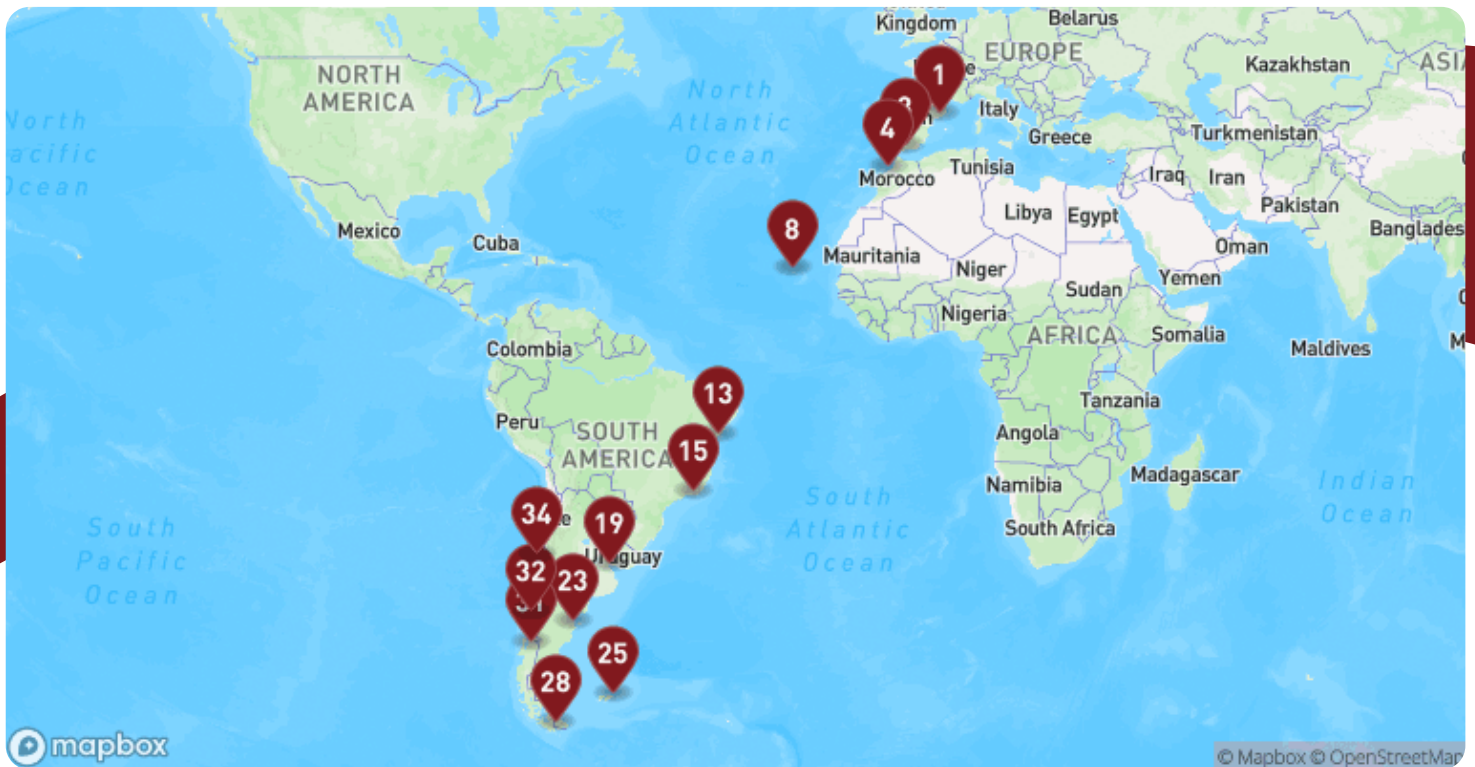 Kingdom
Belarus
EUROPE
Kazakhstan
ASIA
NORTH
AMERICA
North
Atlantic
Ocean
1
Italy
Greece
Turkmenistan
North
acific
Ocean
4
Morocco
Tunisia
Iraq
Iran
Pakistan
Libya
Egypt
Banglades
Mexico
Cuba
8
Mauritania
Oman
Niger
Yemen
Sudan
Nigeria
AFRICA
Somalia
Colombia
Maldives
13
Tanzania
Peru
SOUTH
AMERICA
15
Angola
Madagascar
Namibia
Indian
Ocean
South
Atlantic
Ocean
South Africa
South
Pacific
Ocean
34
19
Uruguay
32
23
31
25
28
mapbox
© Mapbox © OpenStreetMap